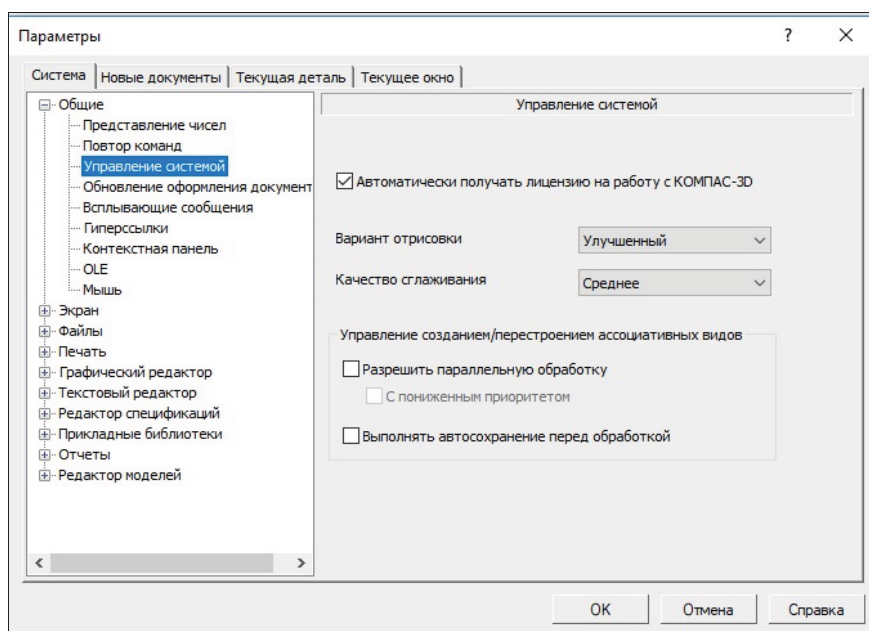 Параметры
?
Система
Новые документы
Текущая деталь
Текущее окно
Общие
Представление чисел
Повтор команд
Управление системой
Обновление оформления документ
Всплывающие сообщения
Гиперссылки
Контекстная панель
OLE
Мышь
Экран
Файлы
Печать
Графический редактор
Текстовый редактор
Редактор спецификаций
Прикладные библиотеки
Отчеты
Редактор моделей
Управление системой
Автоматически получать лицензию на работу с КОМПАС-3D
Вариант отрисовки
Улучшенный
Качество сглаживания
Среднее
Управление созданием/перестроением ассоциативных видов
Разрешить параллельную обработку
С пониженным приоритетом
Выполнять автосохранение перед обработкой
OK
Отмена
Справка